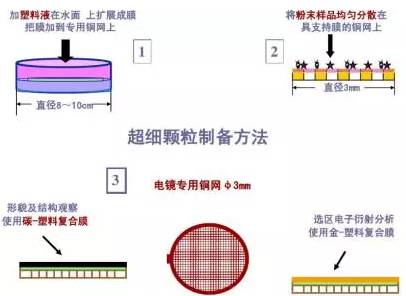 加塑料液在水面 上扩展成膜
把膜加到专用铜网上
1
直径8～10cm
2
将粉末样品均匀分散在
具支持膜的铜网上
直径3mm
超细颗粒制备方法
3
电镜专用铜网 φ3mm
形貌及结构观察
使用碳-塑料复合膜
选区电子衍射分析
使用金-塑料复合膜